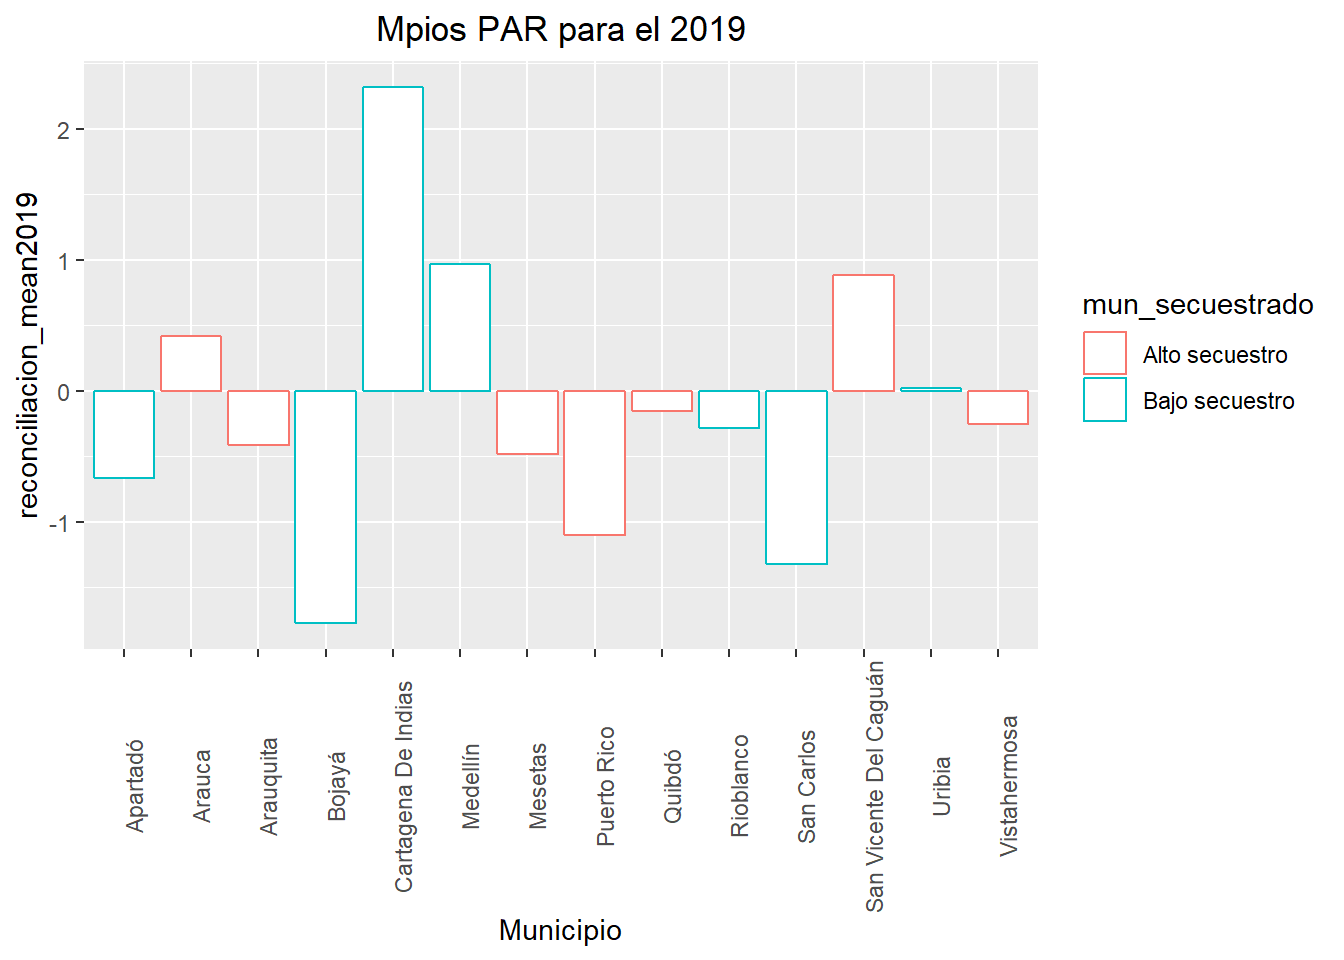 Mpios PAR para el 2019
reconciliacion_mean2019
2
1
0
-1
Apartadó
Arauca
Arauquita
Bojayá
Cartagena De Indias
Medellín
Mesetas
Puerto Rico
Quibdó
Rioblanco
San Carlos
San Vicente Del Caguán
Uribia
Vistahermosa
Municipio
mun_secuestrado
Alto secuestro
Bajo secuestro